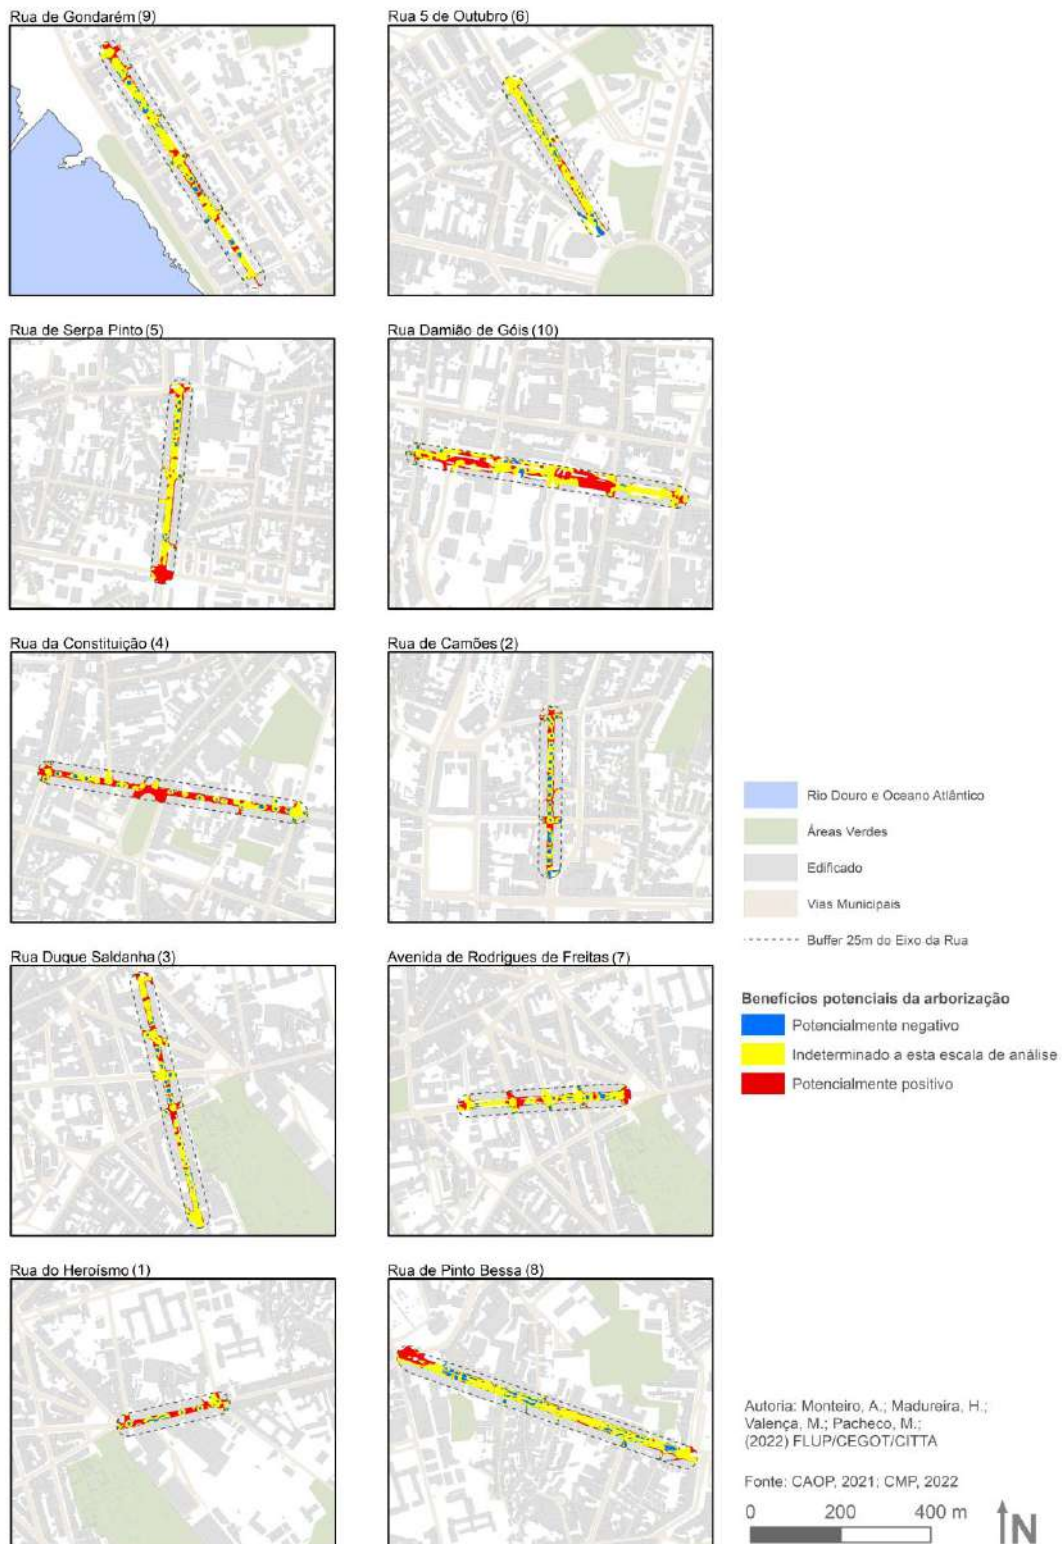 Rua de Gondarém (9)
Rua 5 de Outubro (6)
Rua de Serpa Pinto (5)
Rua Damião de Góis (10)
Rua da Constituição (4)
Rua de Camões (2)
Rua Duque Saldanha (3)
Avenida de Rodrigues de Freitas (7)
Rua do Heroísmo (1)
Rua de Pinto Bessa (8)
Rio Douro e Oceano Atlântico
Áreas Verdes
Edificado
Vias Municipais
Buffer 25m do Eixo da Rua
Benefícios potenciais da arborização
Potencialmente negativo
Indeterminado a esta escala de análise
Potencialmente positivo
Autoria: Monteiro, A.; Madureira, H.;
Valença, M.; Pacheco, M.;
(2022) FLUP/CEGOT/CITTA
Fonte: CAOP, 2021; CMP, 2022
0 200 400 m
N